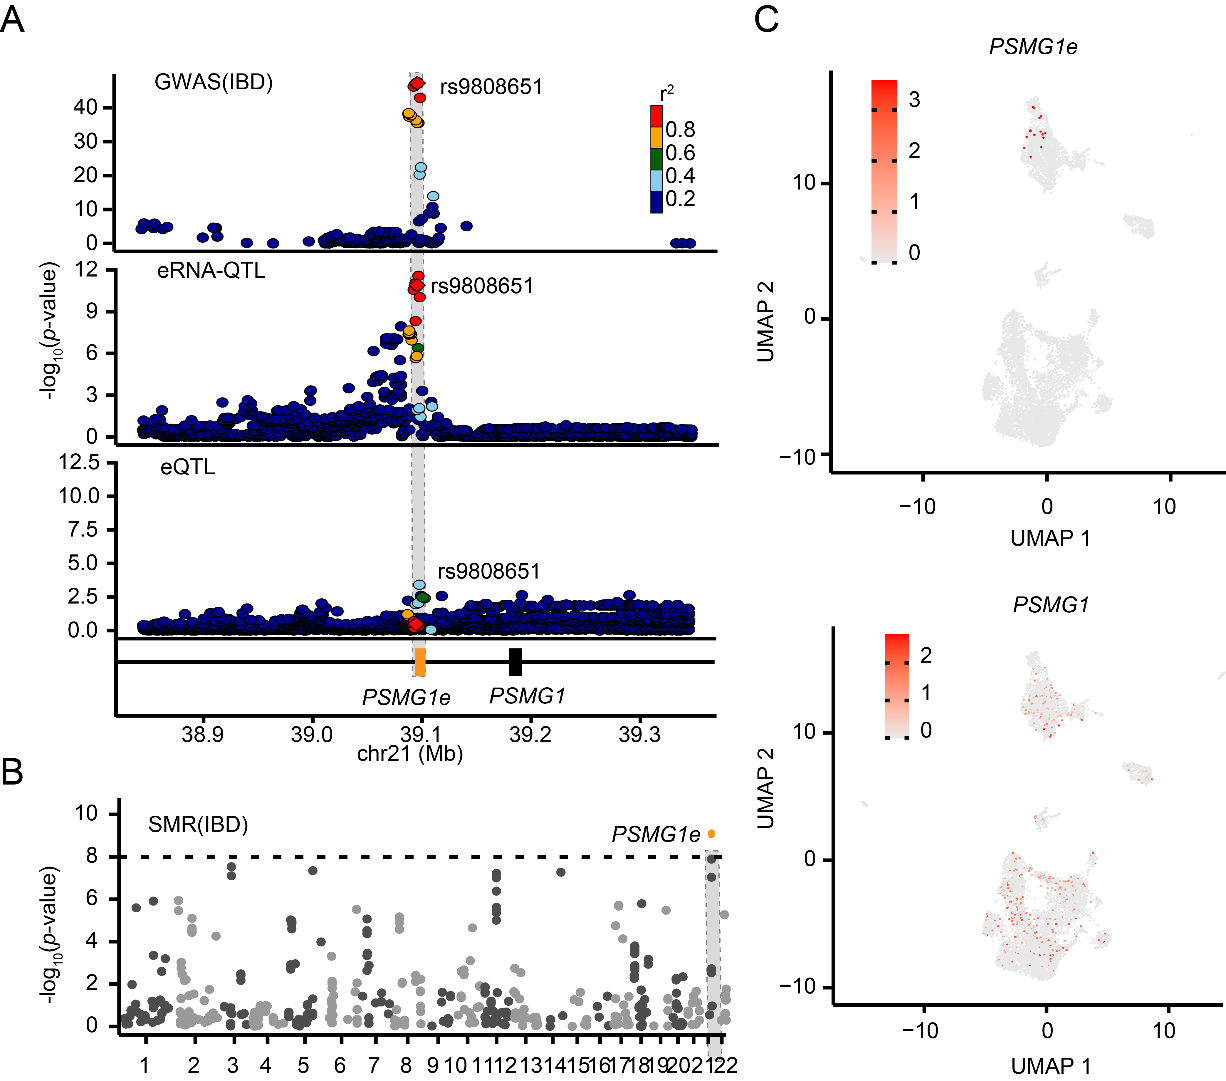 A
GWAS(IBD)
rs9808651
r²
0.8
0.6
0.4
0.2
40
30
20
10
0
eRNA-QTL
rs9808651
12
9
6
3
0
-log₁₀(p-value)
eQTL
rs9808651
12.5
10.0
7.5
5.0
2.5
0.0
PSMG1e PSMG1
38.9 39.0 39.1 39.2 39.3
chr21 (Mb)
B
SMR(IBD)
PSMG1e
10
8
6
4
2
0
-log₁₀(p-value)
1 2 3 4 5 6 7 8 9 10 11 12 13 14 15 16 17 18 19 20 21 22
C
PSMG1e
3
2
1
0
10
0
−10
UMAP 2
−10 0 10
UMAP 1
PSMG1
2
1
0
10
0
−10
UMAP 2
−10 0 10
UMAP 1